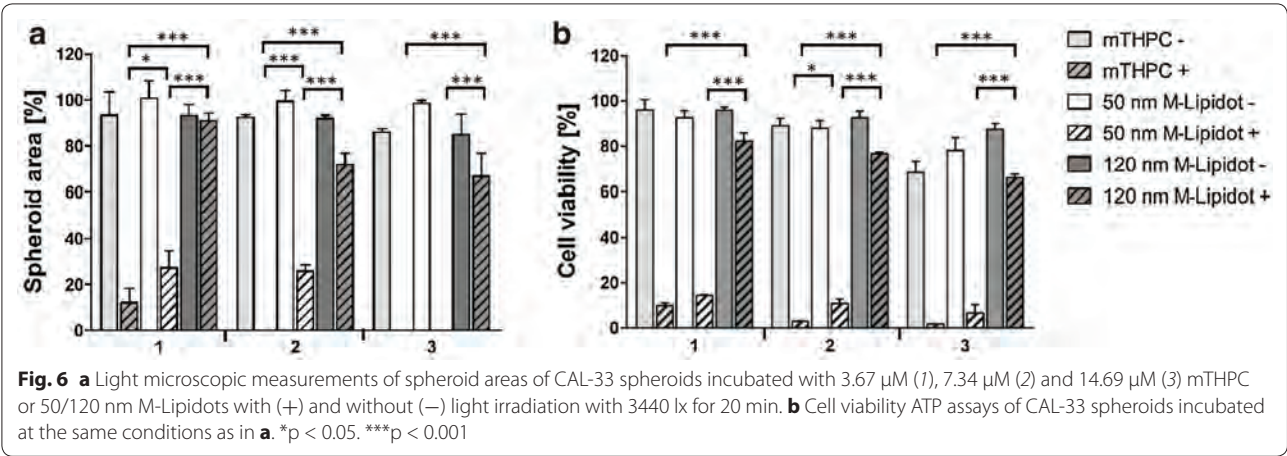 a
b
*** *** ***
* *** *** *** ***
120
100
80
60
40
20
0
Spheroid area [%]
1 2 3
*** *** ***
*** * *** ***
120
100
80
60
40
20
0
Cell viability [%]
1 2 3
mTHPC -
mTHPC +
50 nm M-Lipidot -
50 nm M-Lipidot +
120 nm M-Lipidot -
120 nm M-Lipidot +
Fig. 6 a Light microscopic measurements of spheroid areas of CAL-33 spheroids incubated with 3.67 µM (1), 7.34 µM (2) and 14.69 µM (3) mTHPC
or 50/120 nm M-Lipidots with (+) and without (−) light irradiation with 3440 lx for 20 min. b Cell viability ATP assays of CAL-33 spheroids incubated
at the same conditions as in a. *p < 0.05. ***p < 0.001